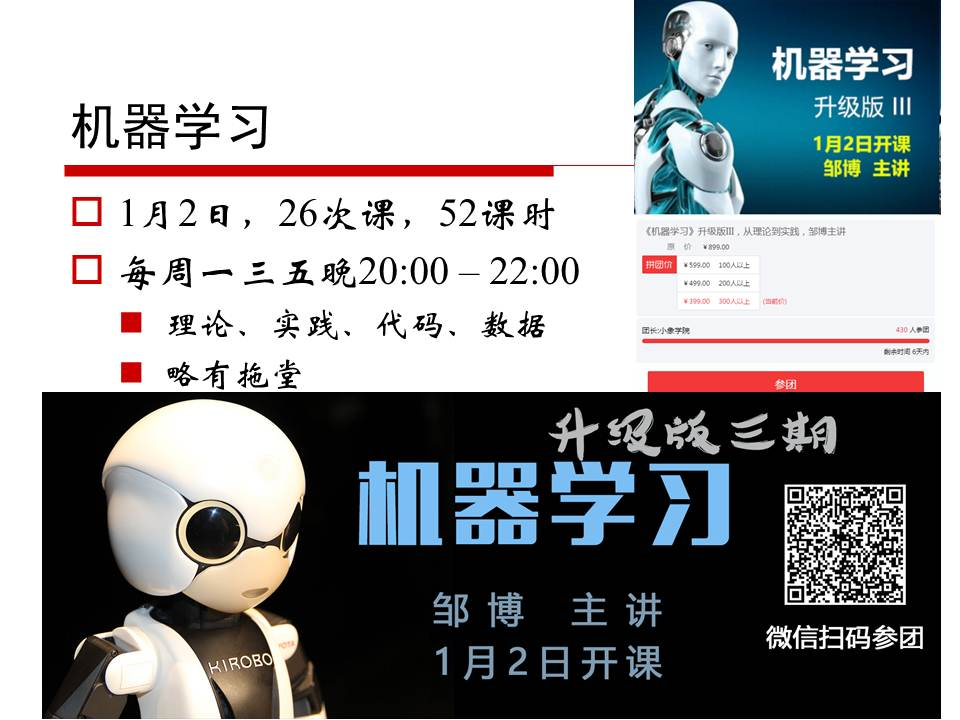 机器学习
1月2日，26次课，52课时
每周一三五晚20:00 – 22:00
理论、实践、代码、数据
略有拖堂
机器学习
升级版 III
1月2日开课
邹博 主讲
《机器学习》升级版III，从理论到实践，邹博主讲
原 价 ￥899.00
拼团价 ￥599.00 100人以上
￥499.00 200人以上
￥399.00 300人以上 (当前价)
团长:小象学院 430 人参团
剩余时间 6天内
参团
升级版三期
机器学习
邹博 主讲
1月2日开课
微信扫码参团
KIROBO